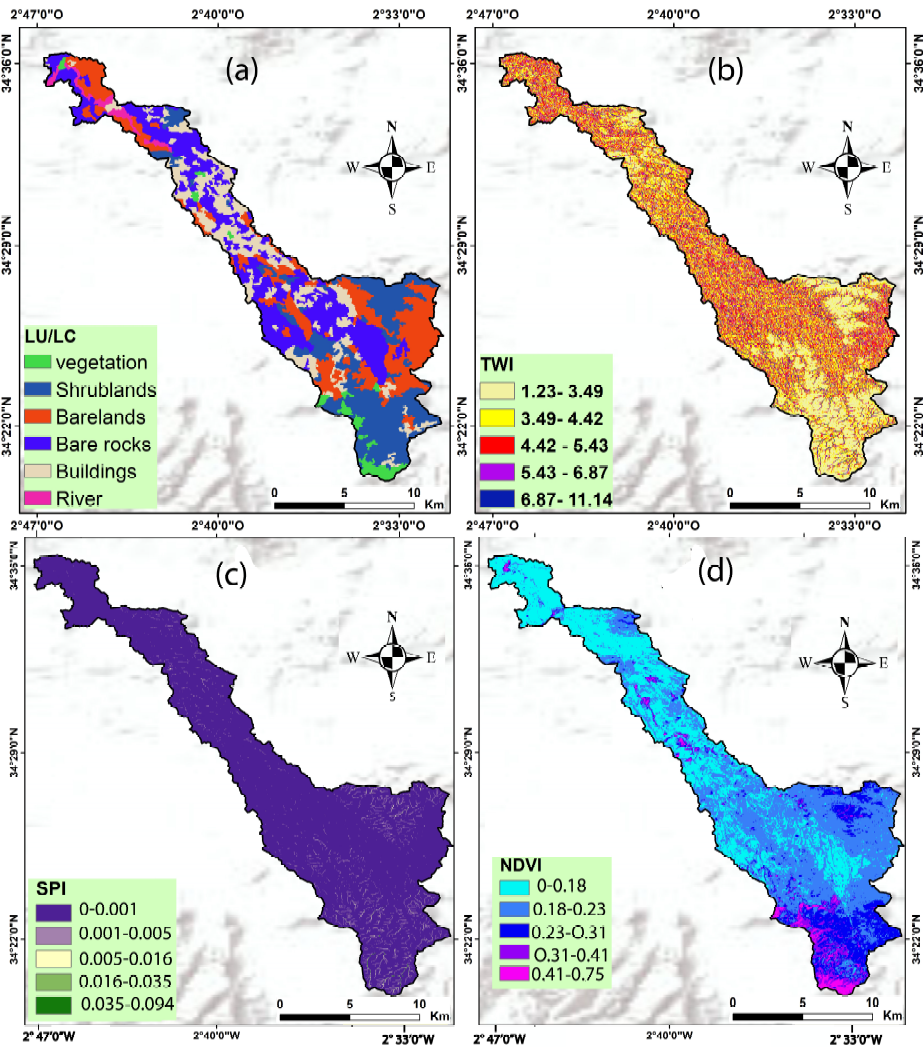 2°47'0"O 2°40'0"O 2°33'0"O 2°47'0"O 2°40'0"O 2°33'0"O
34°36'0"N
34°29'0"N
34°22'0"N
(a)
N
W E
S
LU/LC
vegetation
Shrublands
Barelands
Bare rocks
Buildings
River
0 5 10
Km
34°36'0"N
34°29'0"N
34°22'0"N
(b)
N
W E
S
TWI
1.23- 3.49
3.49- 4.42
4.42 - 5.43
5.43 - 6.87
6.87- 11.14
0 5 10
Km
2°47'0"O 2°40'0"O 2°33'0"O 2°47'0"O 2°40'0"O 2°33'0"O
34°36'0"N
34°29'0"N
34°22'0"N
(c)
N
W E
S
SPI
0-0.001
0.001-0.005
0.005-0.016
0.016-0.035
0.035-0.094
0 5 10
Km
34°36'0"N
34°29'0"N
34°22'0"N
(d)
N
W E
S
NDVI
0-0.18
0.18-0.23
0.23-O.31
O.31-0.41
0.41-0.75
0 5 10
Km
2°47'0"W 2°40'0"W 2°33'0"W 2°47'0"W 2°40'0"W 2°33'0"W